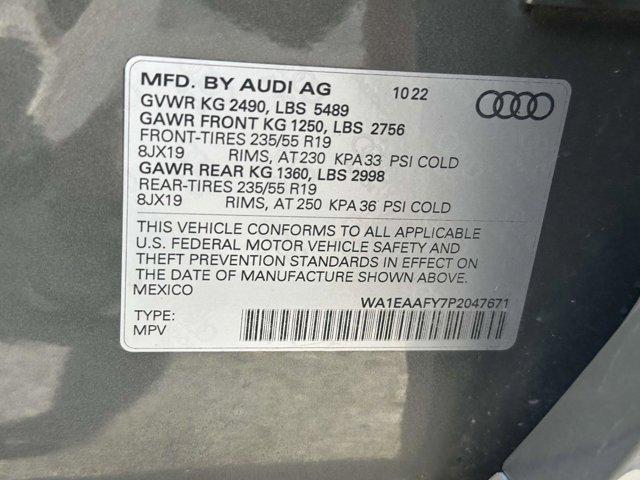 MFD. BY AUDI AG 10 22
GVWR KG 2490, LBS 5489
GAWR FRONT KG 1250, LBS 2756
FRONT-TIRES 235/55 R19
8JX19 RIMS, AT 230 KPA 33 PSI COLD
GAWR REAR KG 1360, LBS 2998
REAR-TIRES 235/55 R19
8JX19 RIMS, AT 250 KPA 36 PSI COLD
THIS VEHICLE CONFORMS TO ALL APPLICABLE
U.S. FEDERAL MOTOR VEHICLE SAFETY AND
THEFT PREVENTION STANDARDS IN EFFECT ON
THE DATE OF MANUFACTURE SHOWN ABOVE.
MEXICO
WA1EAAFY7P2047671
TYPE:
MPV